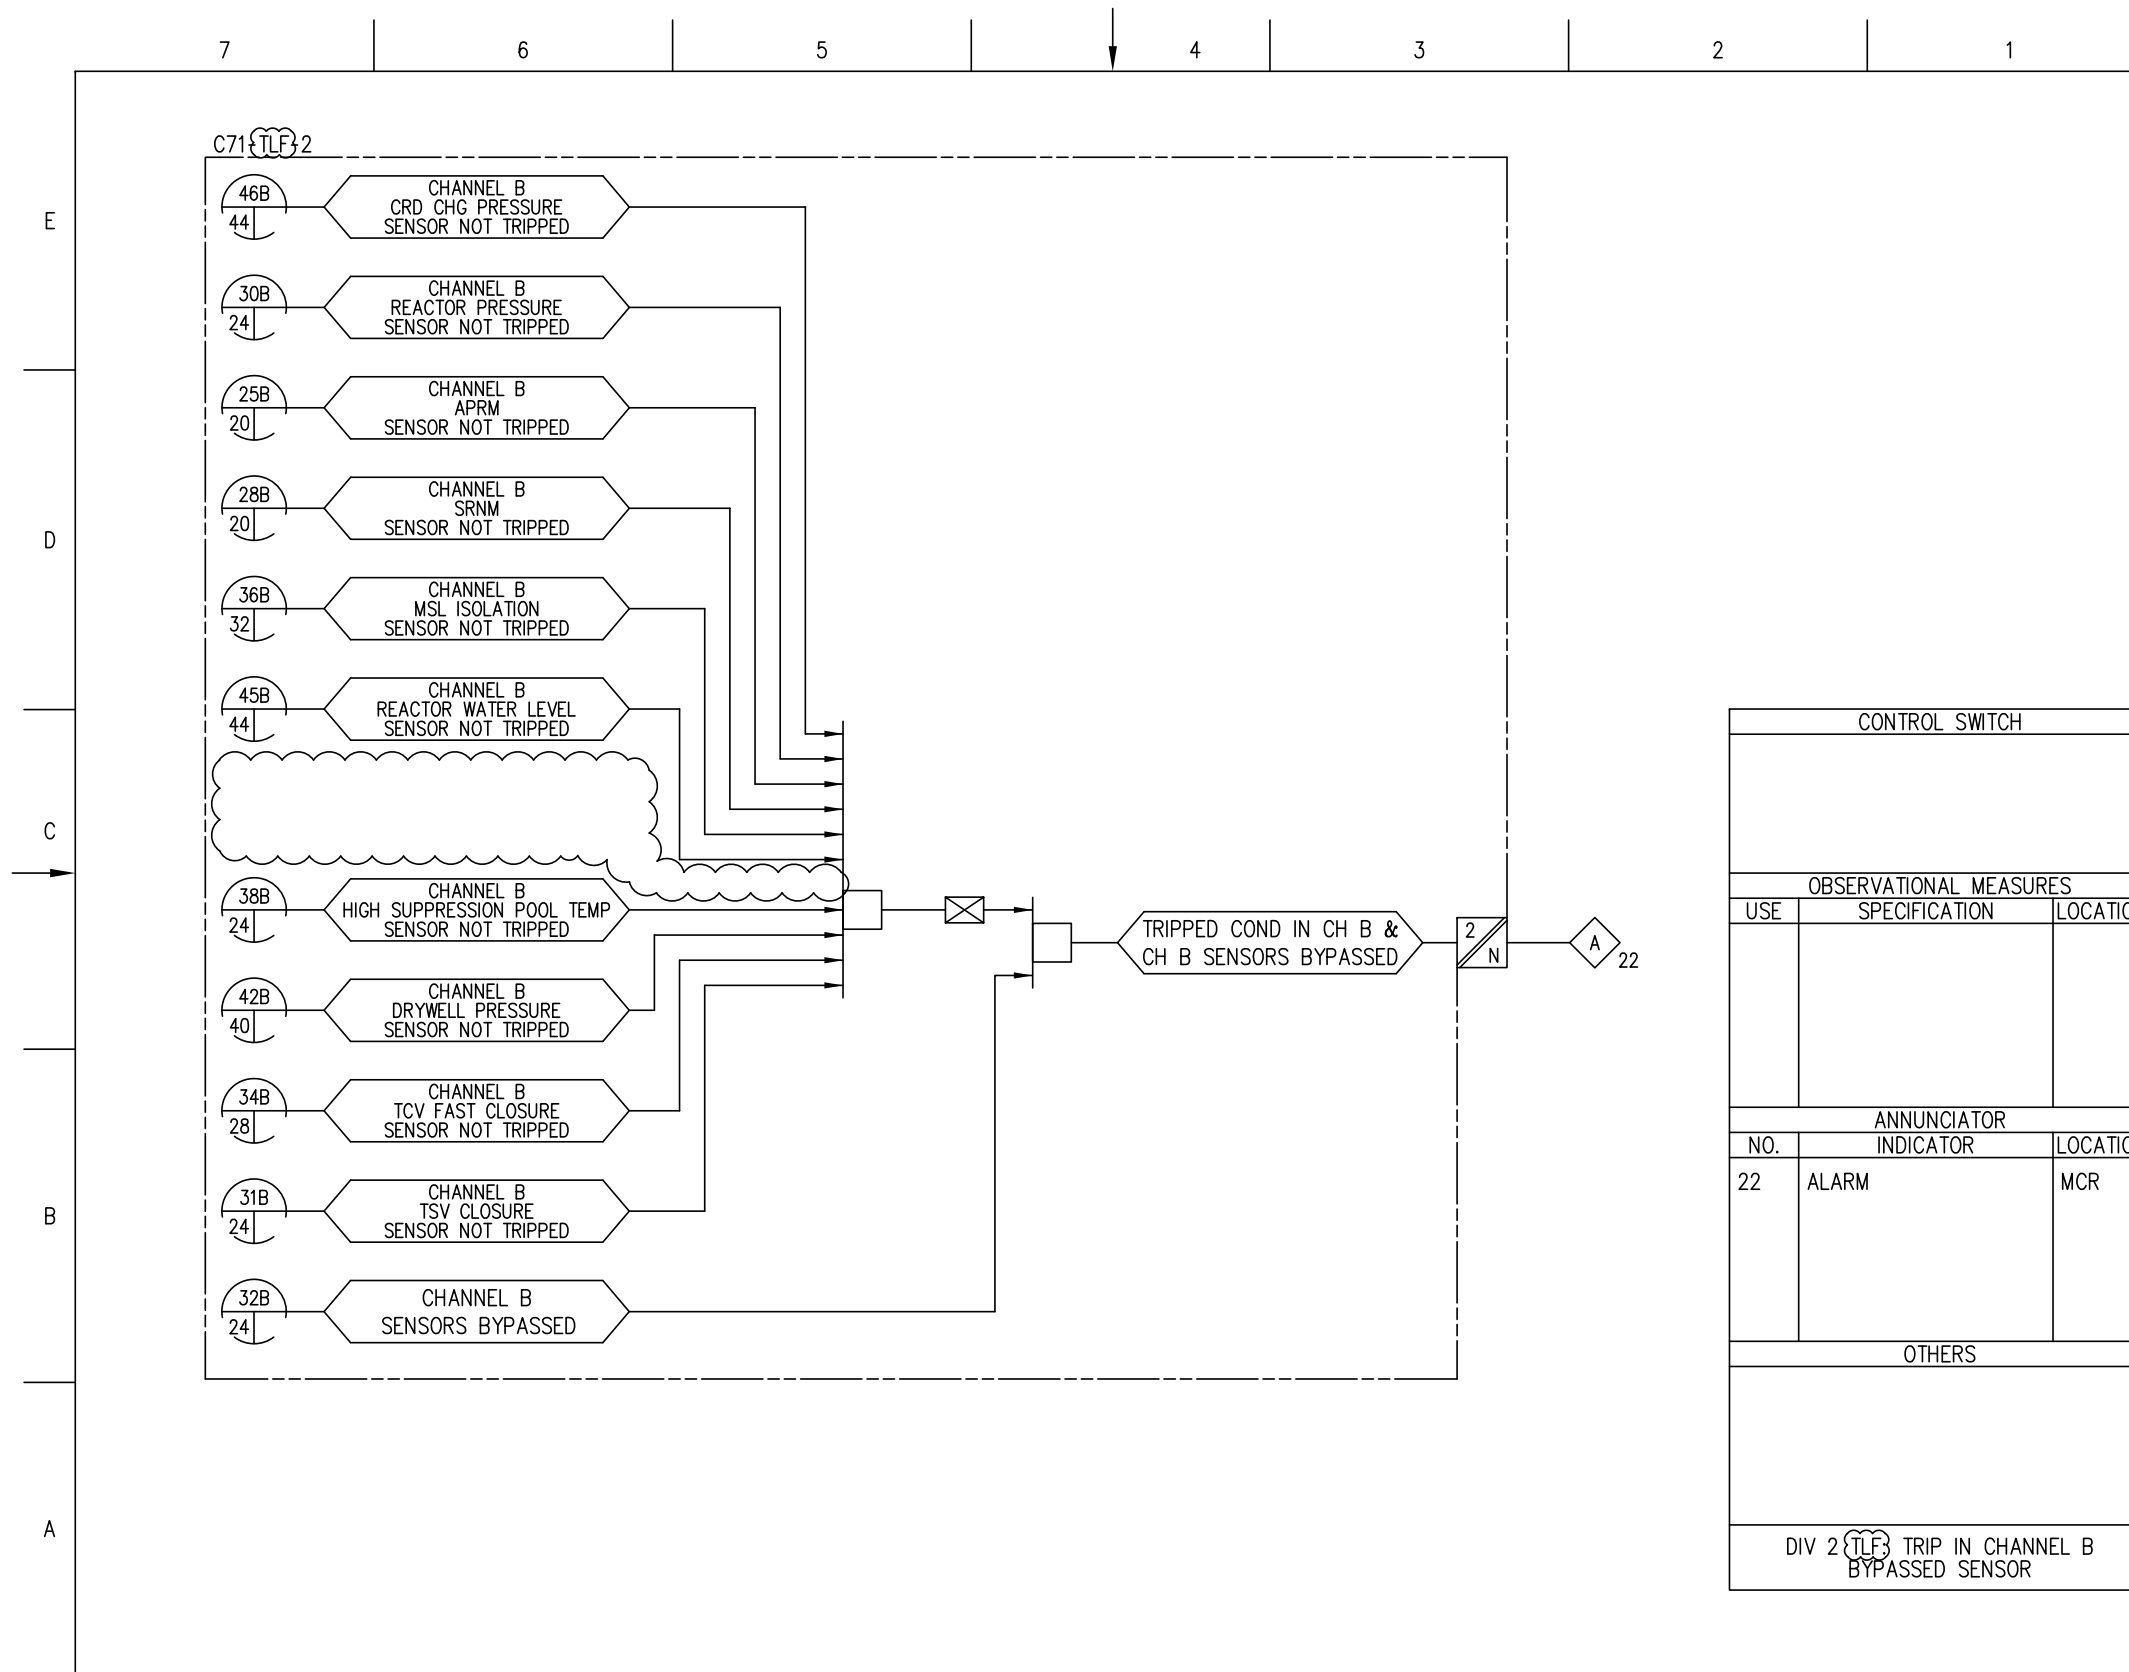 7 6 5 4 3 2 1
C71-TLF-2
E
46B
44
CHANNEL B
CRD CHG PRESSURE
SENSOR NOT TRIPPED
30B
24
CHANNEL B
REACTOR PRESSURE
SENSOR NOT TRIPPED
25B
20
CHANNEL B
APRM
SENSOR NOT TRIPPED
D
28B
20
CHANNEL B
SRNM
SENSOR NOT TRIPPED
36B
32
CHANNEL B
MSL ISOLATION
SENSOR NOT TRIPPED
45B
44
CHANNEL B
REACTOR WATER LEVEL
SENSOR NOT TRIPPED
C
38B
24
CHANNEL B
HIGH SUPPRESSION POOL TEMP
SENSOR NOT TRIPPED
42B
40
CHANNEL B
DRYWELL PRESSURE
SENSOR NOT TRIPPED
34B
28
CHANNEL B
TCV FAST CLOSURE
SENSOR NOT TRIPPED
B
31B
24
CHANNEL B
TSV CLOSURE
SENSOR NOT TRIPPED
32B
24
CHANNEL B
SENSORS BYPASSED
A
TRIPPED COND IN CH B &
CH B SENSORS BYPASSED
2
N
A
22
CONTROL SWITCH
OBSERVATIONAL MEASURES
USE SPECIFICATION LOCATIO
ANNUNCIATOR
NO. INDICATOR LOCATIO
22 ALARM MCR
OTHERS
DIV 2 TLF: TRIP IN CHANNEL B
BYPASSED SENSOR